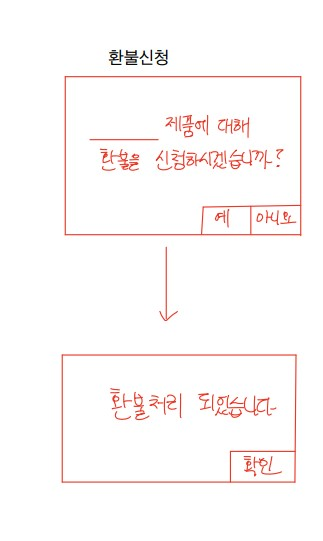 환불신청
________ 제품에 대해
환불을 신청하시겠습니까?
예 아니요
환불처리 되었습니다
확인